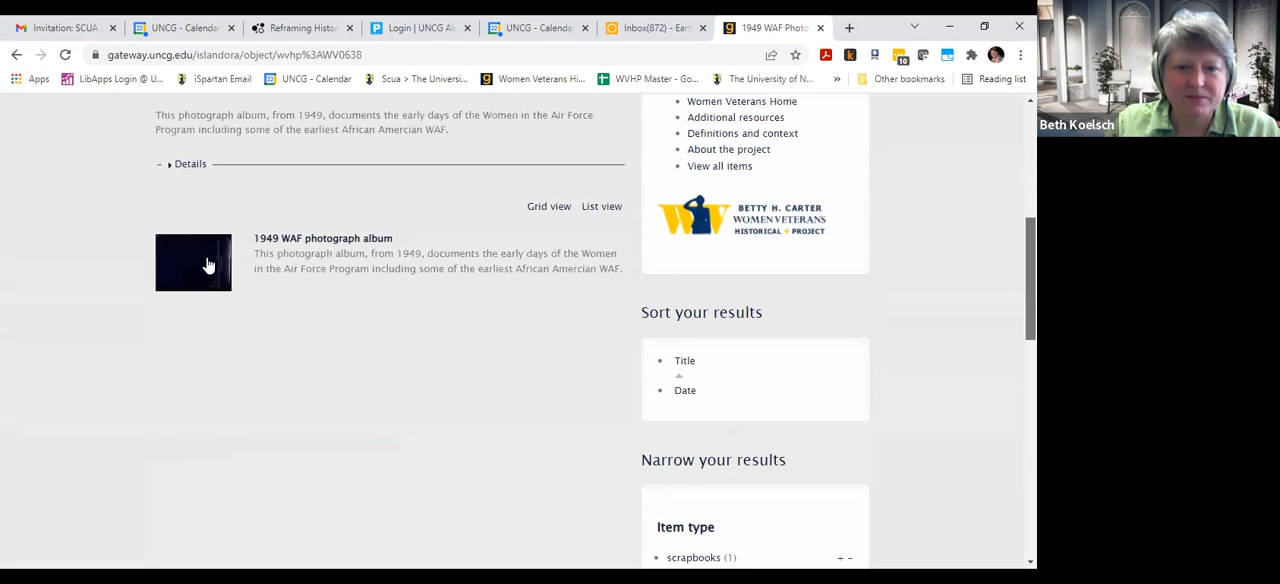 Invitation: SCUA
UNCG - Calendar
Reframing Histor
Login | UNCG Al
UNCG - Calenda
Inbox(872) - Eart
1949 WAF Photo
gateway.uncg.edu/islandora/object/wvhp%3AWV0638
10
Apps
LibApps Login @ U...
iSpartan Email
UNCG - Calendar
Scua > The Universi...
Women Veterans Hi...
WVHP Master - Go...
The University of N...
»
Other bookmarks
Reading list
This photograph album, from 1949, documents the early days of the Women in the Air Force
Program including some of the earliest African Amercian WAF.
Details
Grid view List view
1949 WAF photograph album
This photograph album, from 1949, documents the early days of the Women
in the Air Force Program including some of the earliest African Amercian WAF.
Women Veterans Home
Additional resources
Definitions and context
About the project
View all items
WV
BETTY H. CARTER
WOMEN VETERANS
HISTORICAL PROJECT
Sort your results
Title
Date
Narrow your results
Item type
scrapbooks (1) + -
Beth Koelsch